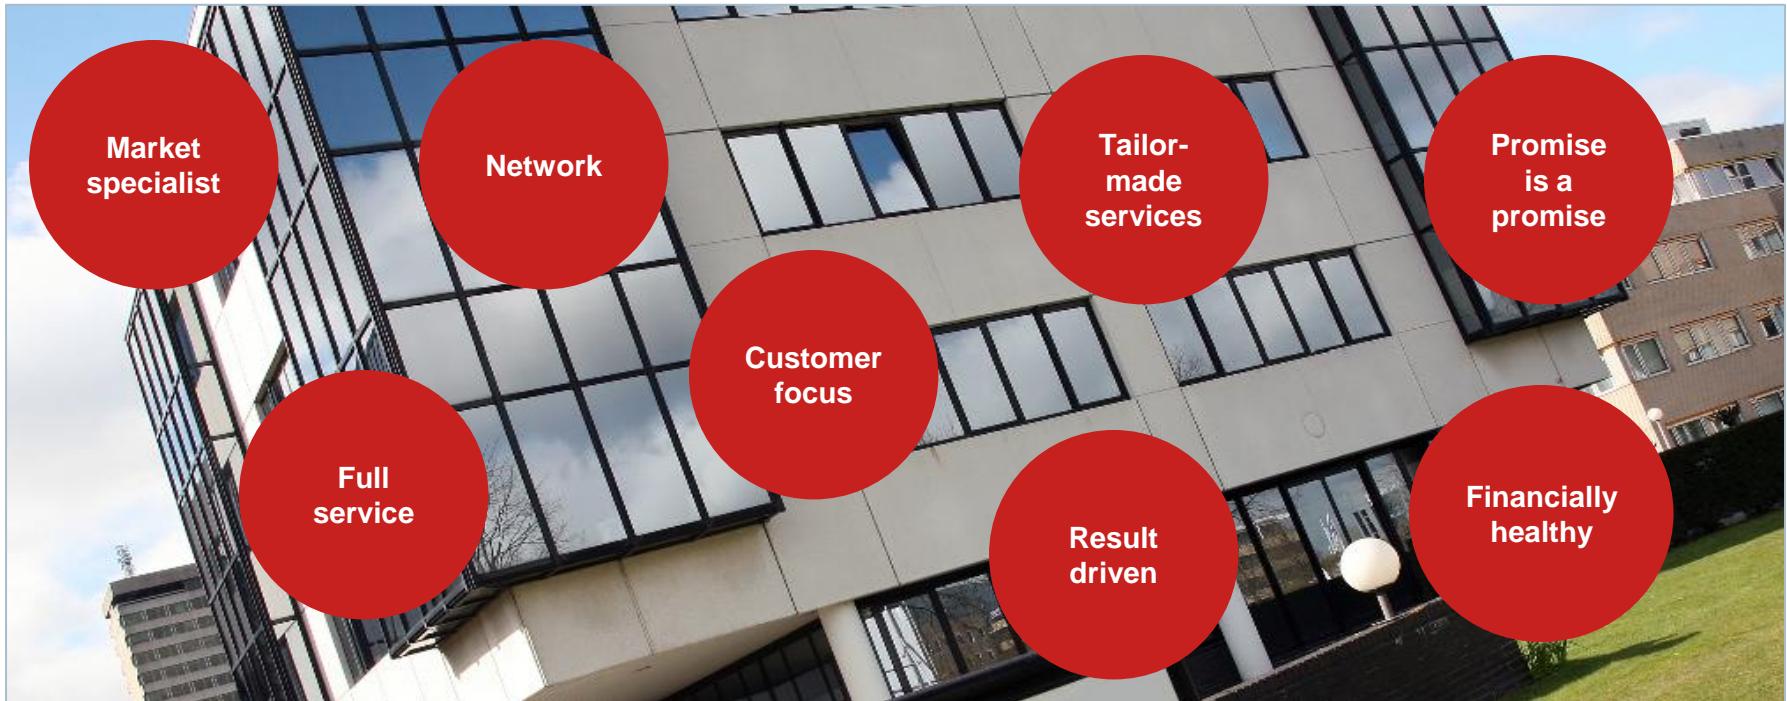 Market
specialist
Network
Tailor-
made
services
Promise
is a
promise
Customer
focus
Full
service
Result
driven
Financially
healthy